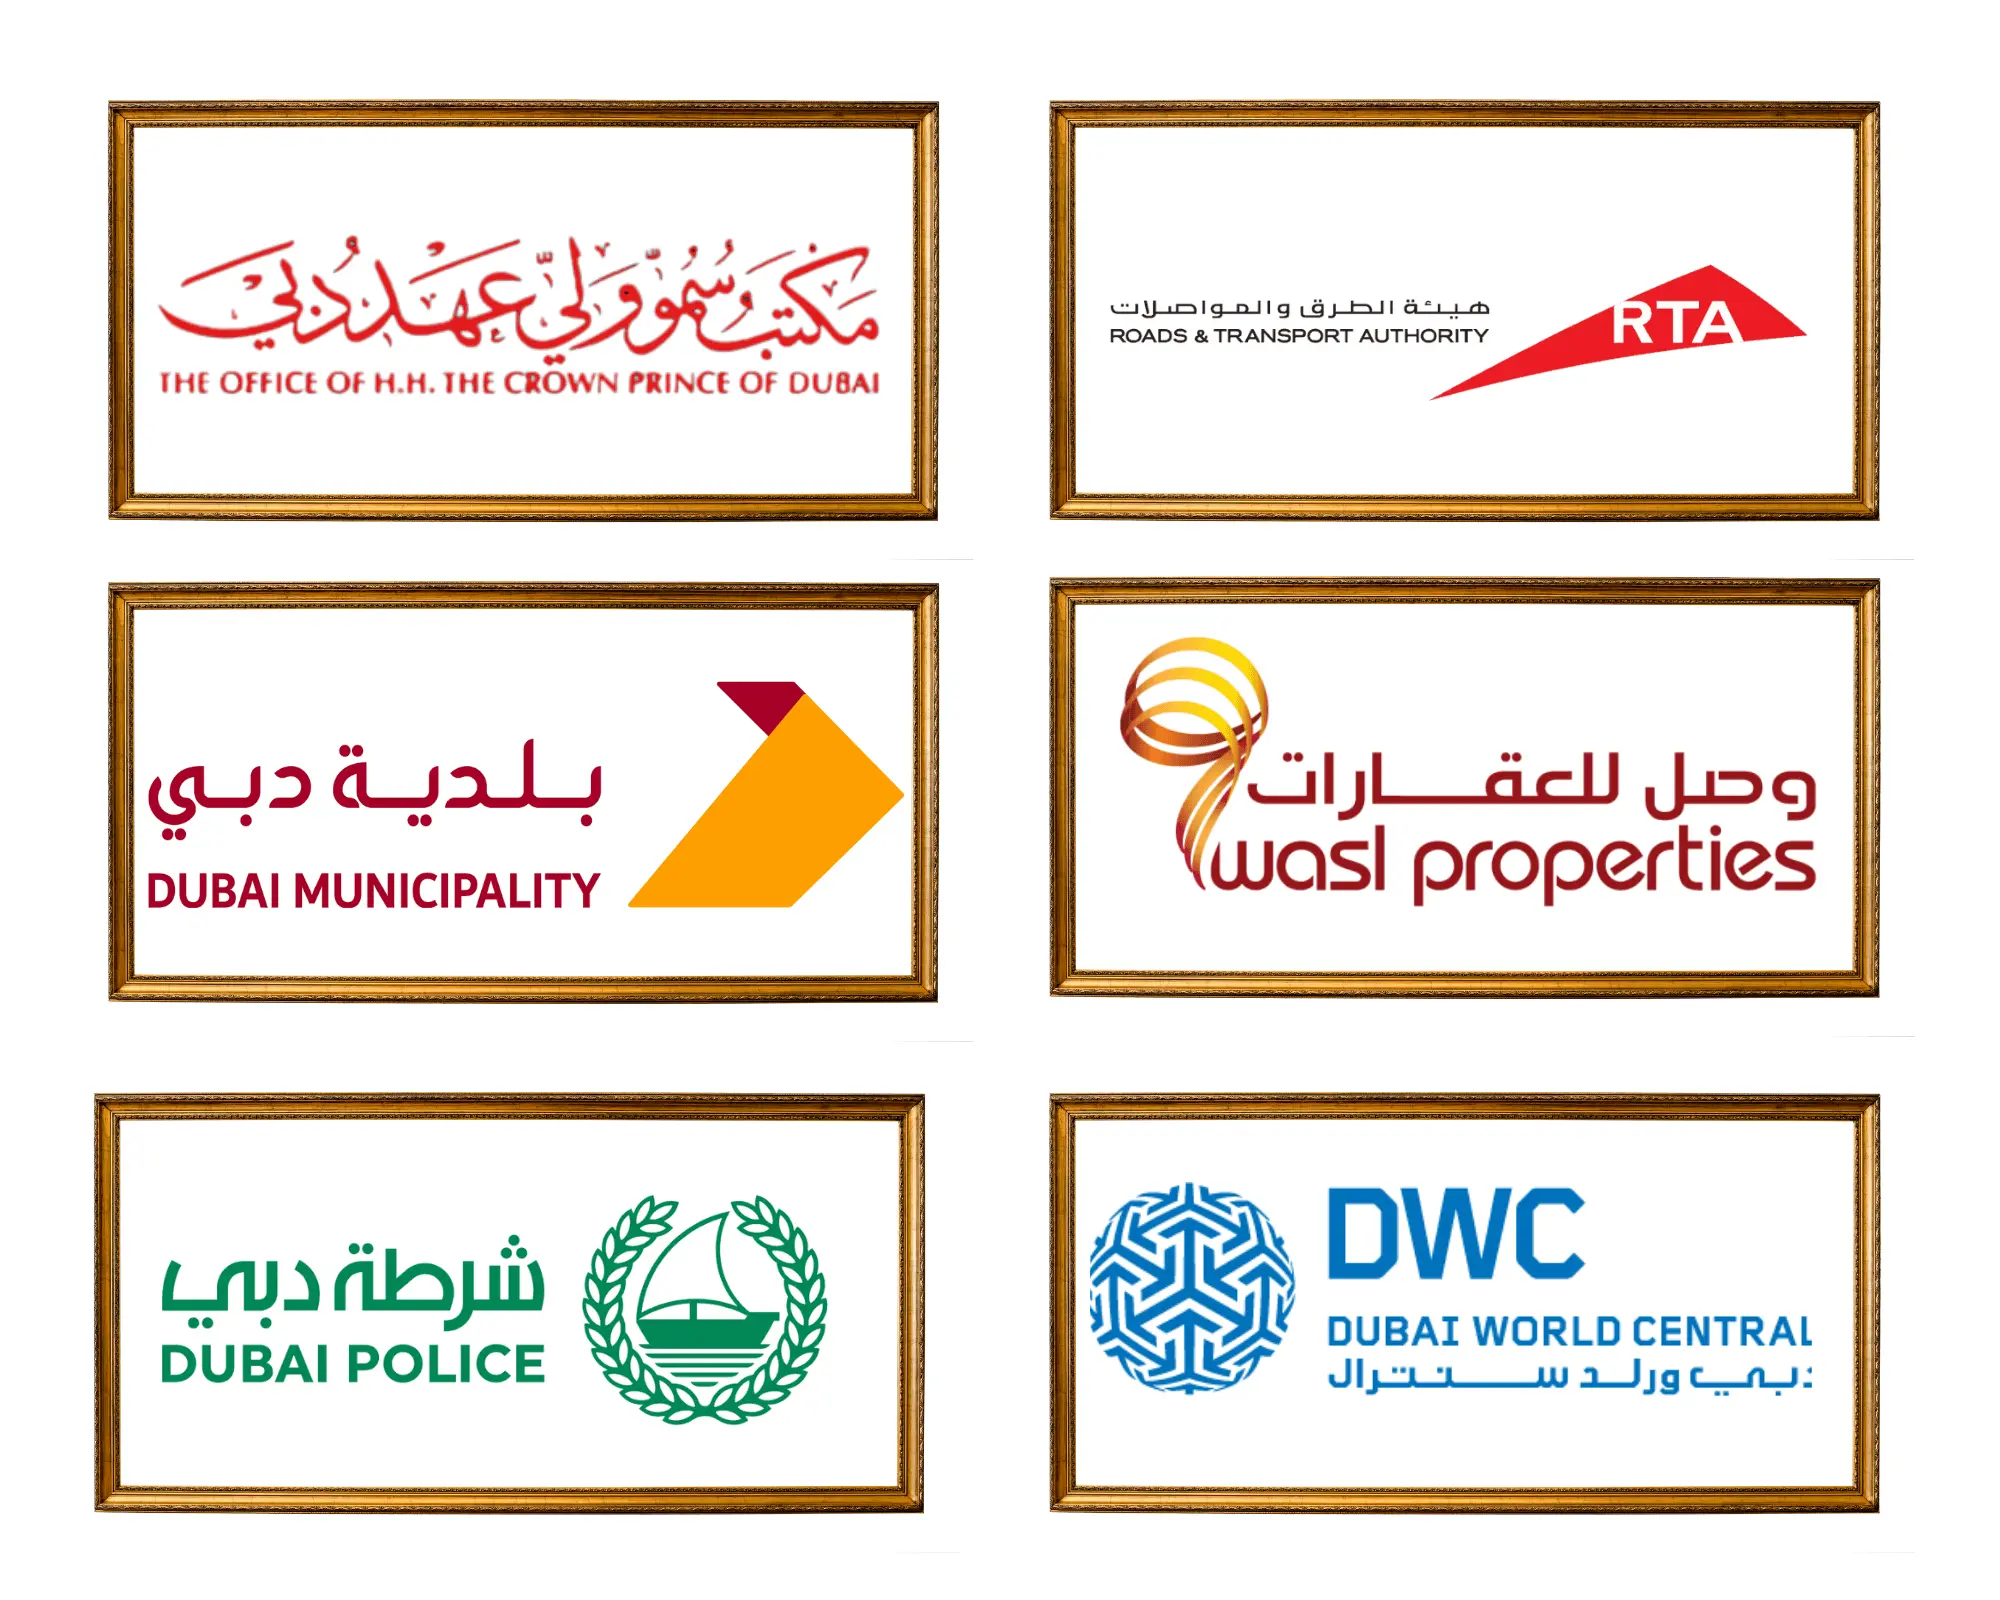 مكتب سمو ولي عهد دبي
THE OFFICE OF H.H. THE CROWN PRINCE OF DUBAI
هيئة الطرق والمواصلات
ROADS & TRANSPORT AUTHORITY
RTA
بلدية دبي
DUBAI MUNICIPALITY
وصل للعقارات
wasl properties
شرطة دبي
DUBAI POLICE
DWC
DUBAI WORLD CENTRAL
دبي ورلد سنترال